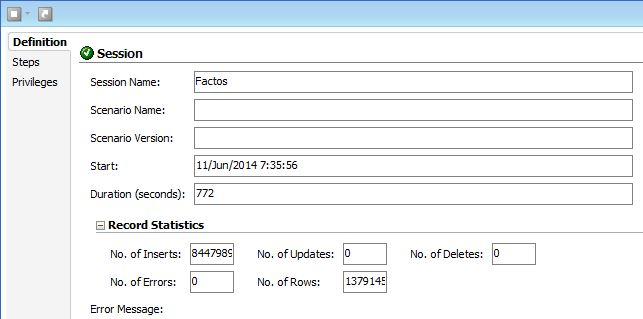 Definition
Steps
Privileges
Session
Session Name: Factos
Scenario Name:
Scenario Version:
Start: 11/Jun/2014 7:35:56
Duration (seconds): 772
Record Statistics
No. of Inserts: 8447989 No. of Updates: 0 No. of Deletes: 0
No. of Errors: 0 No. of Rows: 1379145
Error Message: